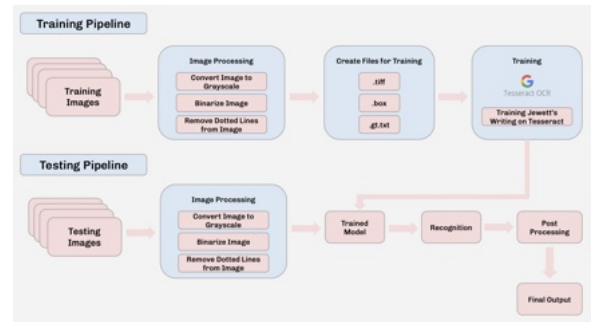 Training Pipeline
Training
Images
Image Processing
Convert Image to
Grayscale
Binarize Image
Remove Dotted Lines
from Image
Create Files for Training
.tiff
.box
.gt.txt
Training
Tesseract OCR
Training Jewett's
Writing on Tesseract
Testing Pipeline
Testing
Images
Image Processing
Convert Image to
Grayscale
Binarize Image
Remove Dotted Lines
from Image
Trained
Model
Recognition
Post
Processing
Final Output